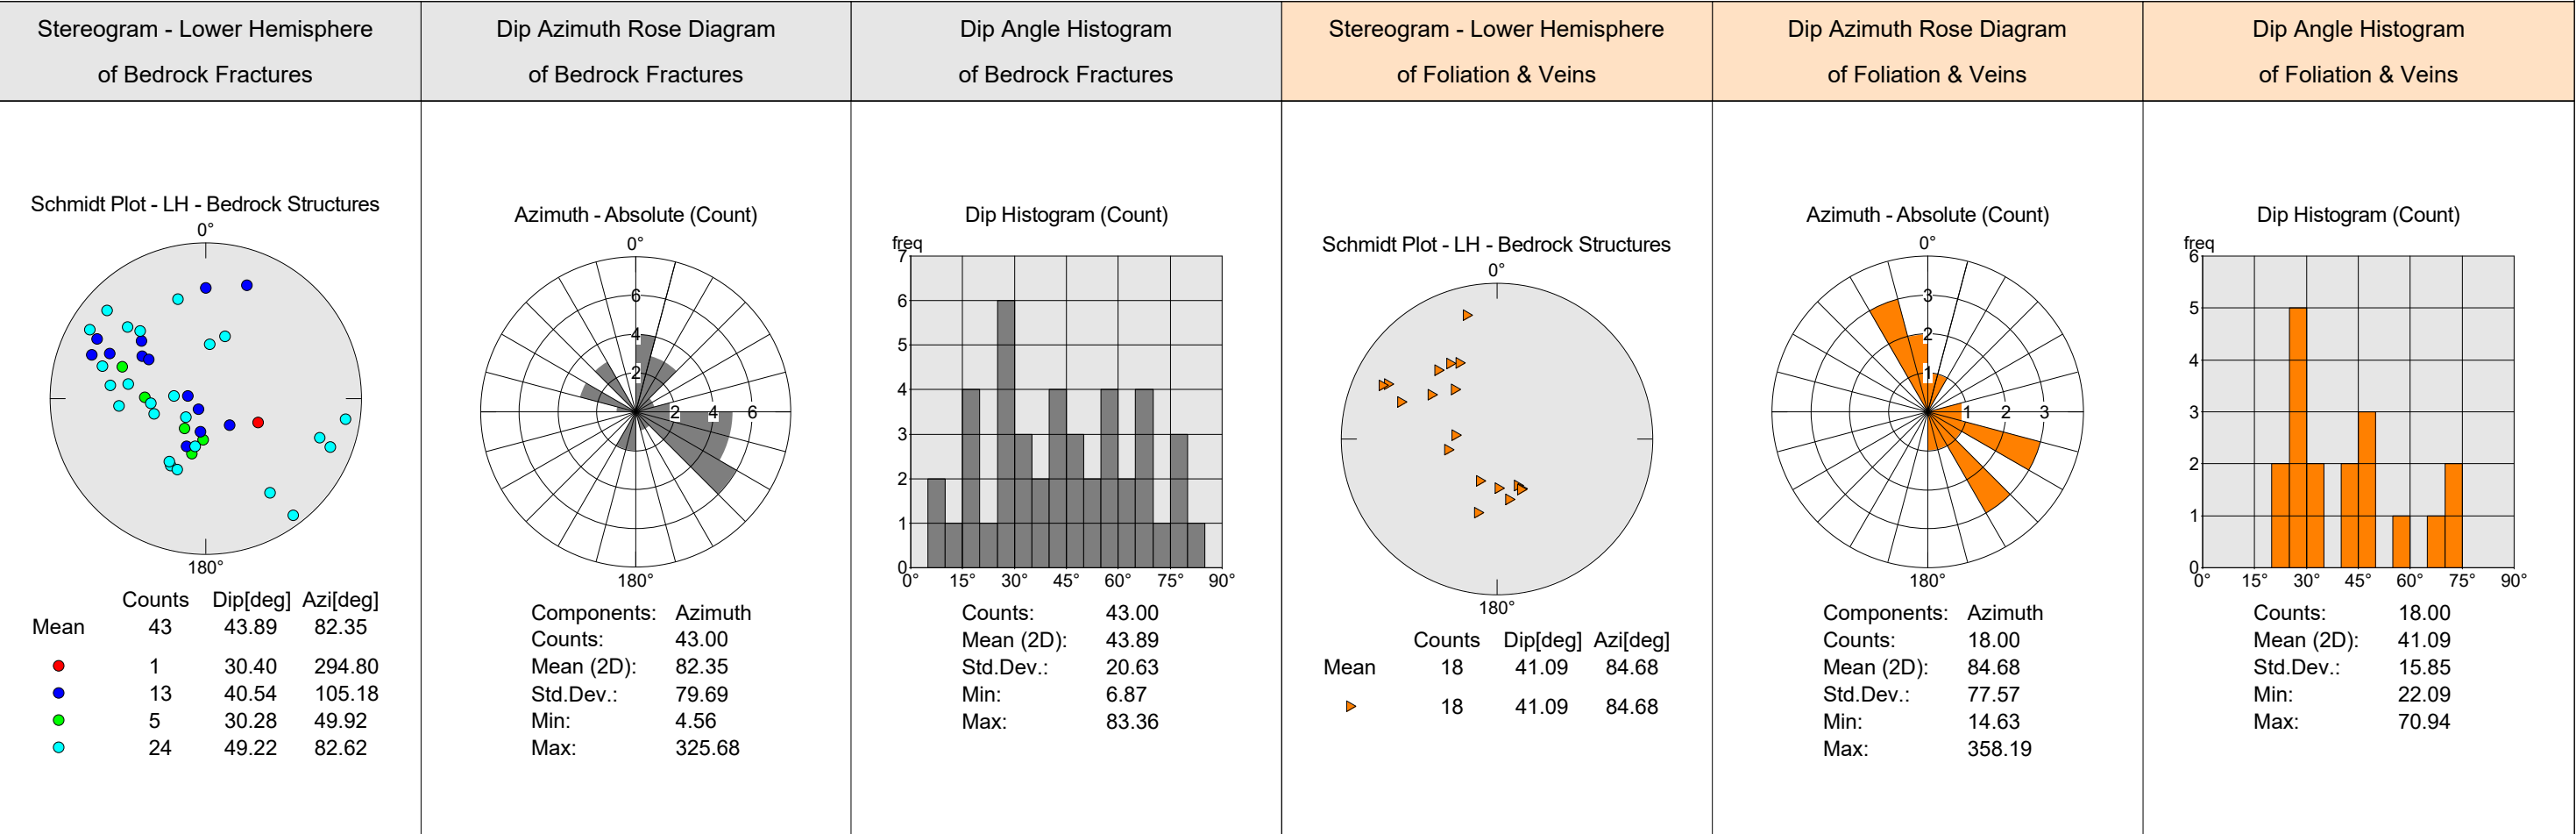 Stereogram - Lower Hemisphere
of Bedrock Fractures
Dip Azimuth Rose Diagram
of Bedrock Fractures
Dip Angle Histogram
of Bedrock Fractures
Stereogram - Lower Hemisphere
of Foliation & Veins
Dip Azimuth Rose Diagram
of Foliation & Veins
Dip Angle Histogram
of Foliation & Veins
Schmidt Plot - LH - Bedrock Structures
0°
180°
Counts Dip[deg] Azi[deg]
Mean 43 43.89 82.35
1 30.40 294.80
13 40.54 105.18
5 30.28 49.92
24 49.22 82.62
Azimuth - Absolute (Count)
0°
6
4
2
2 4 6
180°
Components: Azimuth
Counts: 43.00
Mean (2D): 82.35
Std.Dev.: 79.69
Min: 4.56
Max: 325.68
Dip Histogram (Count)
freq
7
6
5
4
3
2
1
0
0° 15° 30° 45° 60° 75° 90°
Counts: 43.00
Mean (2D): 43.89
Std.Dev.: 20.63
Min: 6.87
Max: 83.36
Schmidt Plot - LH - Bedrock Structures
0°
180°
Counts Dip[deg] Azi[deg]
Mean 18 41.09 84.68
18 41.09 84.68
Azimuth - Absolute (Count)
0°
3
2
1
1 2 3
180°
Components: Azimuth
Counts: 18.00
Mean (2D): 84.68
Std.Dev.: 77.57
Min: 14.63
Max: 358.19
Dip Histogram (Count)
freq
6
5
4
3
2
1
0
0° 15° 30° 45° 60° 75° 90°
Counts: 18.00
Mean (2D): 41.09
Std.Dev.: 15.85
Min: 22.09
Max: 70.94